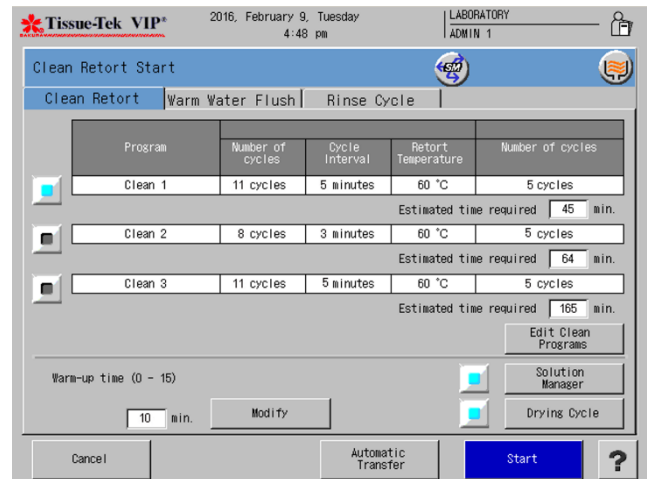 Tissue-Tek VIP®
2016, February 9, Tuesday
4:48 pm
LABORATORY
ADMIN 1
Clean Retort Start
SM
Clean Retort
Warm Water Flush
Rinse Cycle
Program
Number of
cycles
Cycle
Interval
Retort
Temperature
Number of cycles
Clean 1
11 cycles
5 minutes
60 °C
5 cycles
Estimated time required
45
min.
Clean 2
8 cycles
3 minutes
60 °C
5 cycles
Estimated time required
64
min.
Clean 3
11 cycles
5 minutes
60 °C
5 cycles
Estimated time required
165
min.
Edit Clean
Programs
Warm-up time (0 - 15)
10
min.
Modify
Solution
Manager
Drying Cycle
Cancel
Automatic
Transfer
Start
?